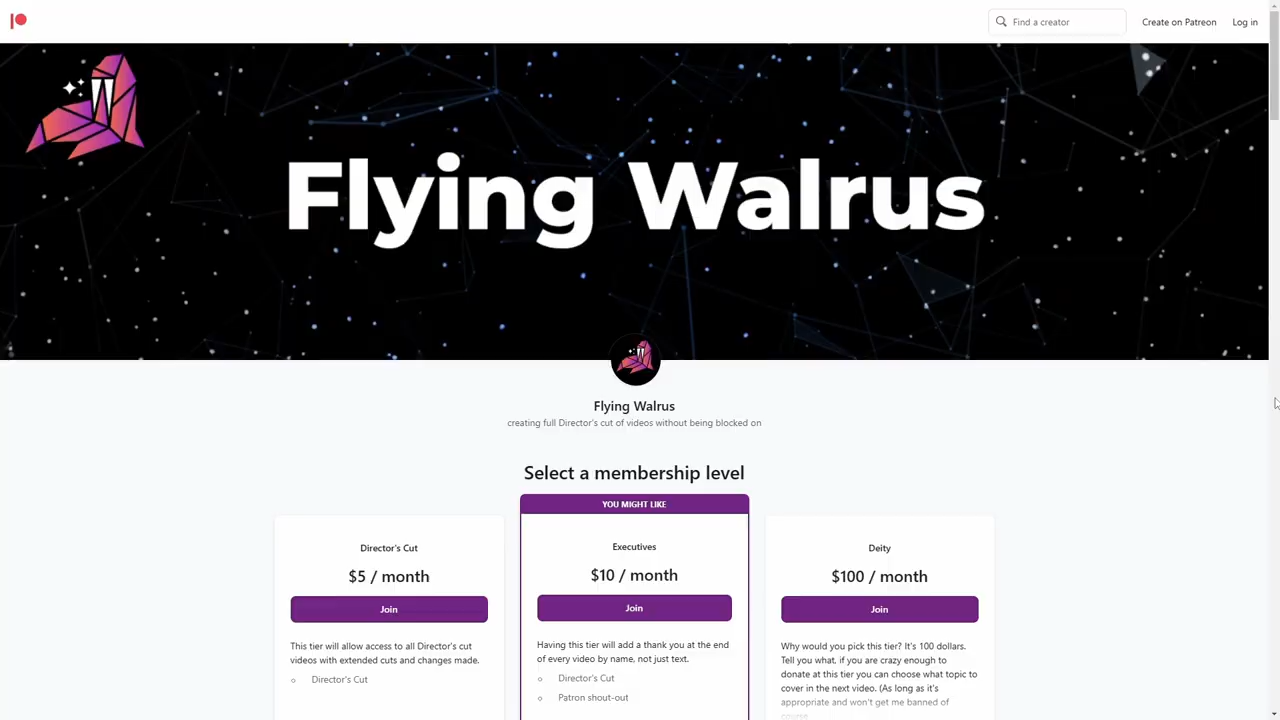 Find a creator
Create on Patreon
Log in
Flying Walrus
Flying Walrus
creating full Director's cut of videos without being blocked on
Select a membership level
YOU MIGHT LIKE
Director's Cut
$5 / month
Join
This tier will allow access to all Director's cut
videos with extended cuts and changes made.
Director's Cut
Executives
$10 / month
Join
Having this tier will add a thank you at the end
of every video by name, not just text.
Director's Cut
Patron shout-out
Deity
$100 / month
Join
Why would you pick this tier? It's 100 dollars.
Tell you what, if you are crazy enough to
donate at this tier you can choose what topic to
cover in the next video. (As long as it's
appropriate and won't get me banned of
course